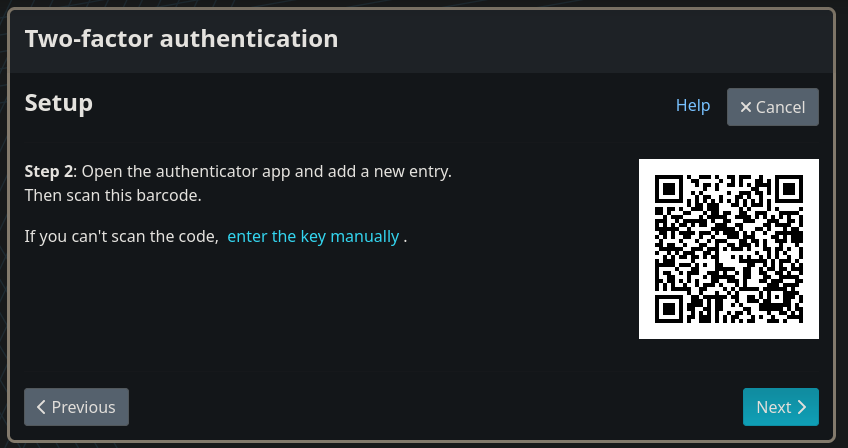 Two-factor authentication
Setup
Help
Cancel
Step 2: Open the authenticator app and add a new entry.
Then scan this barcode.
If you can't scan the code, enter the key manually .
Previous
Next